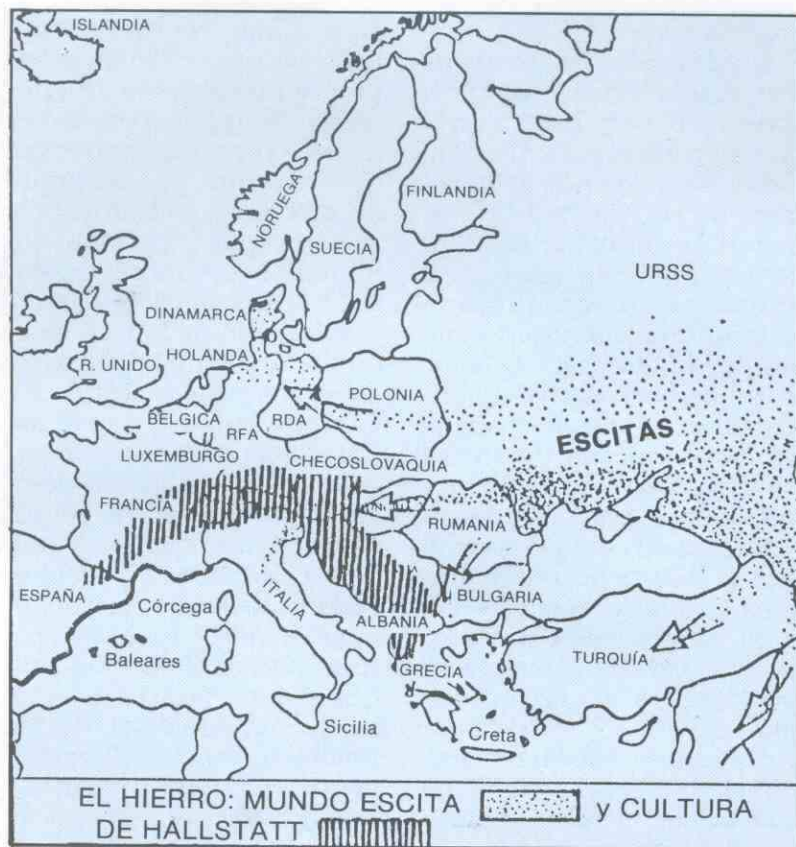 ISLANDIA
NORUEGA
SUECIA
FINLANDIA
URSS
DINAMARCA
HOLANDA
R. UNIDO
POLONIA
BELGICA
RFA
RDA
ESCITAS
LUXEMBURGO
CHECOSLOVAQUIA
FRANCIA
RUMANIA
ESPAÑA
ITALIA
BULGARIA
Córcega
ALBANIA
Baleares
GRECIA
TURQUÍA
Sicilia
Creta
EL HIERRO: MUNDO ESCITA y CULTURA
DE HALLSTATT